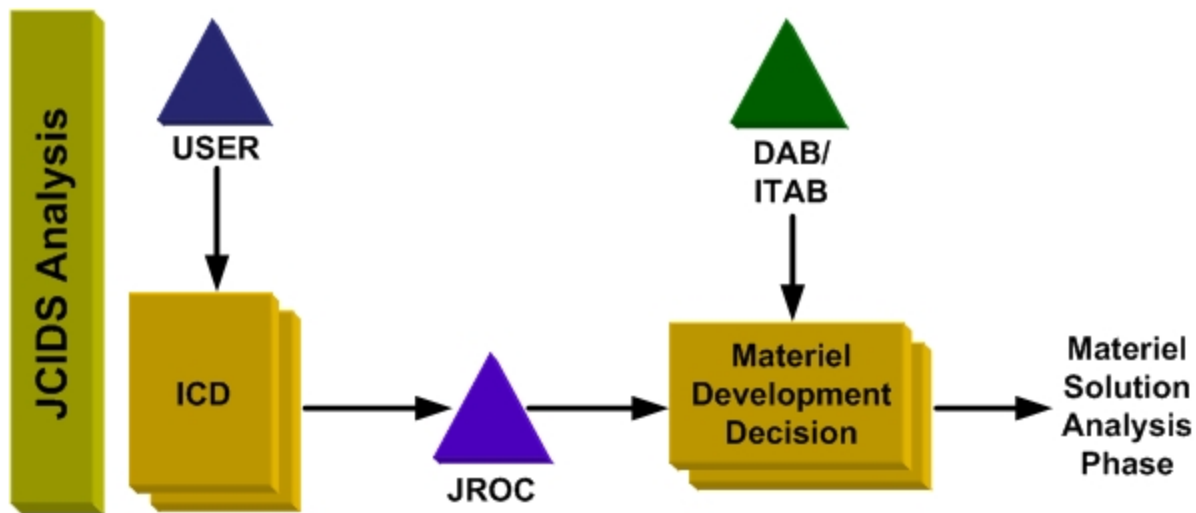 JCIDS Analysis
USER
DAB/
ITAB
ICD
JROC
Materiel
Development
Decision
Materiel
Solution
Analysis
Phase